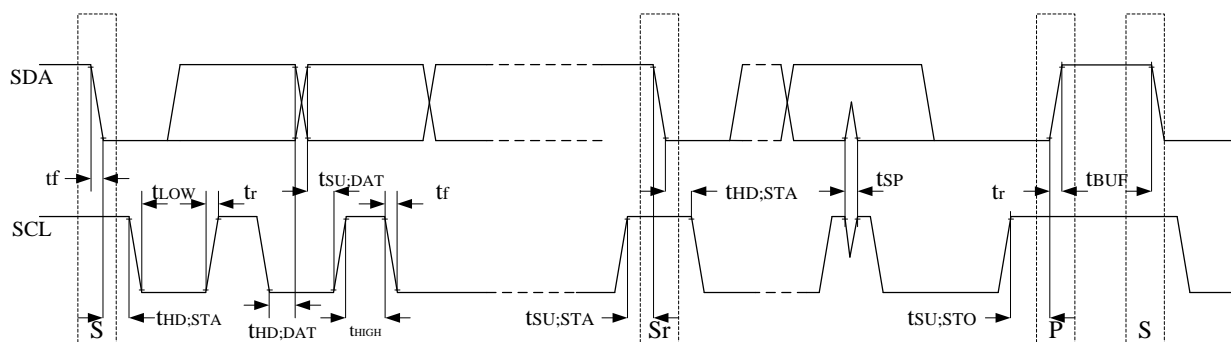 SDA
tf
tLOW
tr
tSU;DAT
tf
tHD;STA
tSP
tr
tBUF
SCL
S
tHD;STA
tHD;DAT
tHIGH
tSU;STA
Sr
tSU;STO
P
S